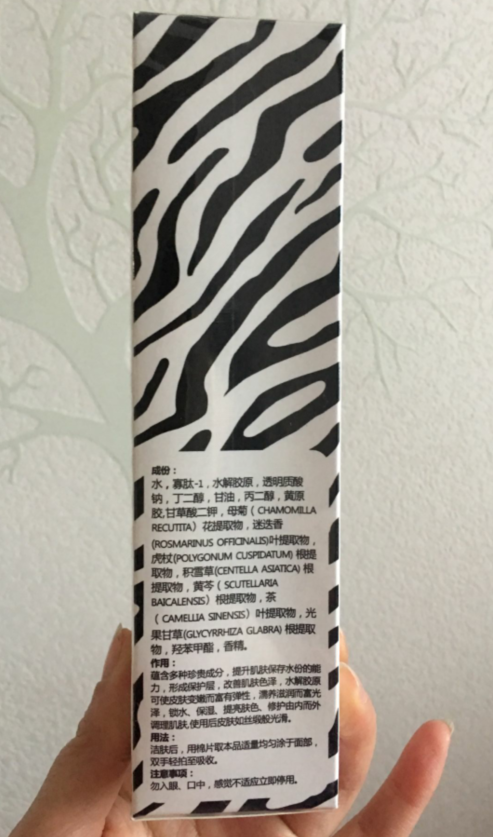 成份：
水，寡肽-1，水解胶原，透明质酸
钠，丁二醇，甘油，丙二醇，黄原
胶,甘草酸二钾，母菊（CHAMOMILLA
RECUTITA）花提取物，迷迭香
(ROSMARINUS OFFICINALIS)叶提取物，
虎杖(POLYGONUM CUSPIDATUM) 根提
取物，积雪草(CENTELLA ASIATICA) 根
提取物，黄芩（SCUTELLARIA
BAICALENSIS）根提取物，茶
（CAMELLIA SINENSIS）叶提取物，光
果甘草(GLYCYRRHIZA GLABRA) 根提取
物，羟苯甲酯，香精。
作用：
蕴含多种珍贵成分，提升肌肤保存水份的能
力，形成保护层，改善肌肤色泽，水解胶原
可使皮肤变嫩而富有弹性，濡养滋润而富光
泽，锁水、保湿、提亮肤色、修护由内而外
调理肌肤,使用后皮肤如丝缎般光滑。
用法：
洁肤后，用棉片取本品适量均匀涂于面部，
双手轻拍至吸收。
注意事项：
勿入眼、口中，感觉不适应立即停用。